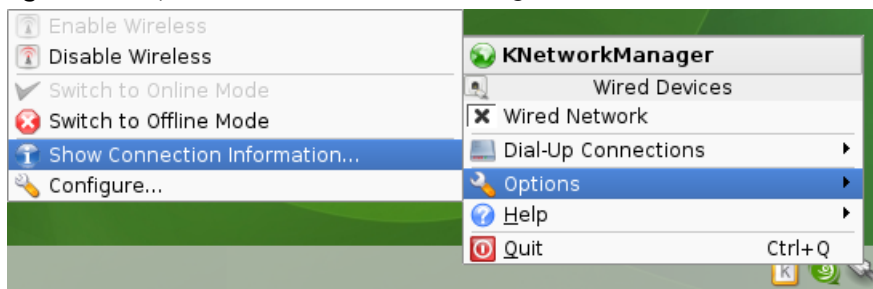 Enable Wireless
Disable Wireless
Switch to Online Mode
Switch to Offline Mode
Show Connection Information...
Configure...
KNetworkManager
Wired Devices
Wired Network
Dial-Up Connections
Options
Help
Quit Ctrl+Q
K